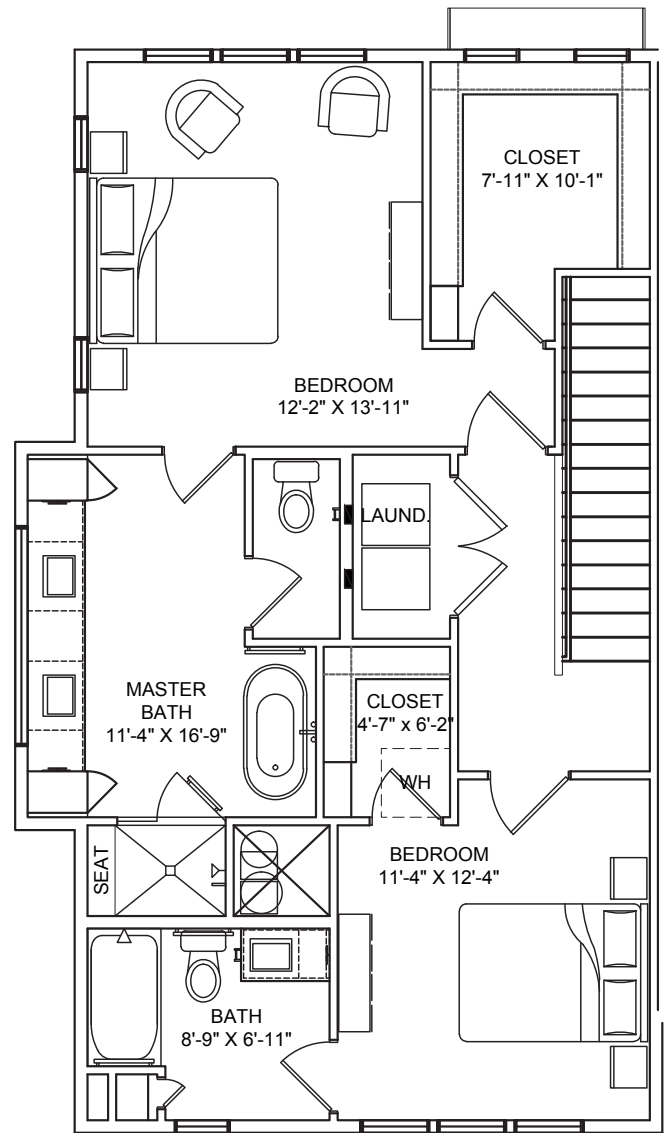 CLOSET
7'-11" X 10'-1"
BEDROOM
12'-2" X 13'-11"
LAUND.
MASTER
BATH
11'-4" X 16'-9"
CLOSET
4'-7" x 6'-2"
WH
BEDROOM
11'-4" X 12'-4"
SEAT
BATH
8'-9" X 6'-11"